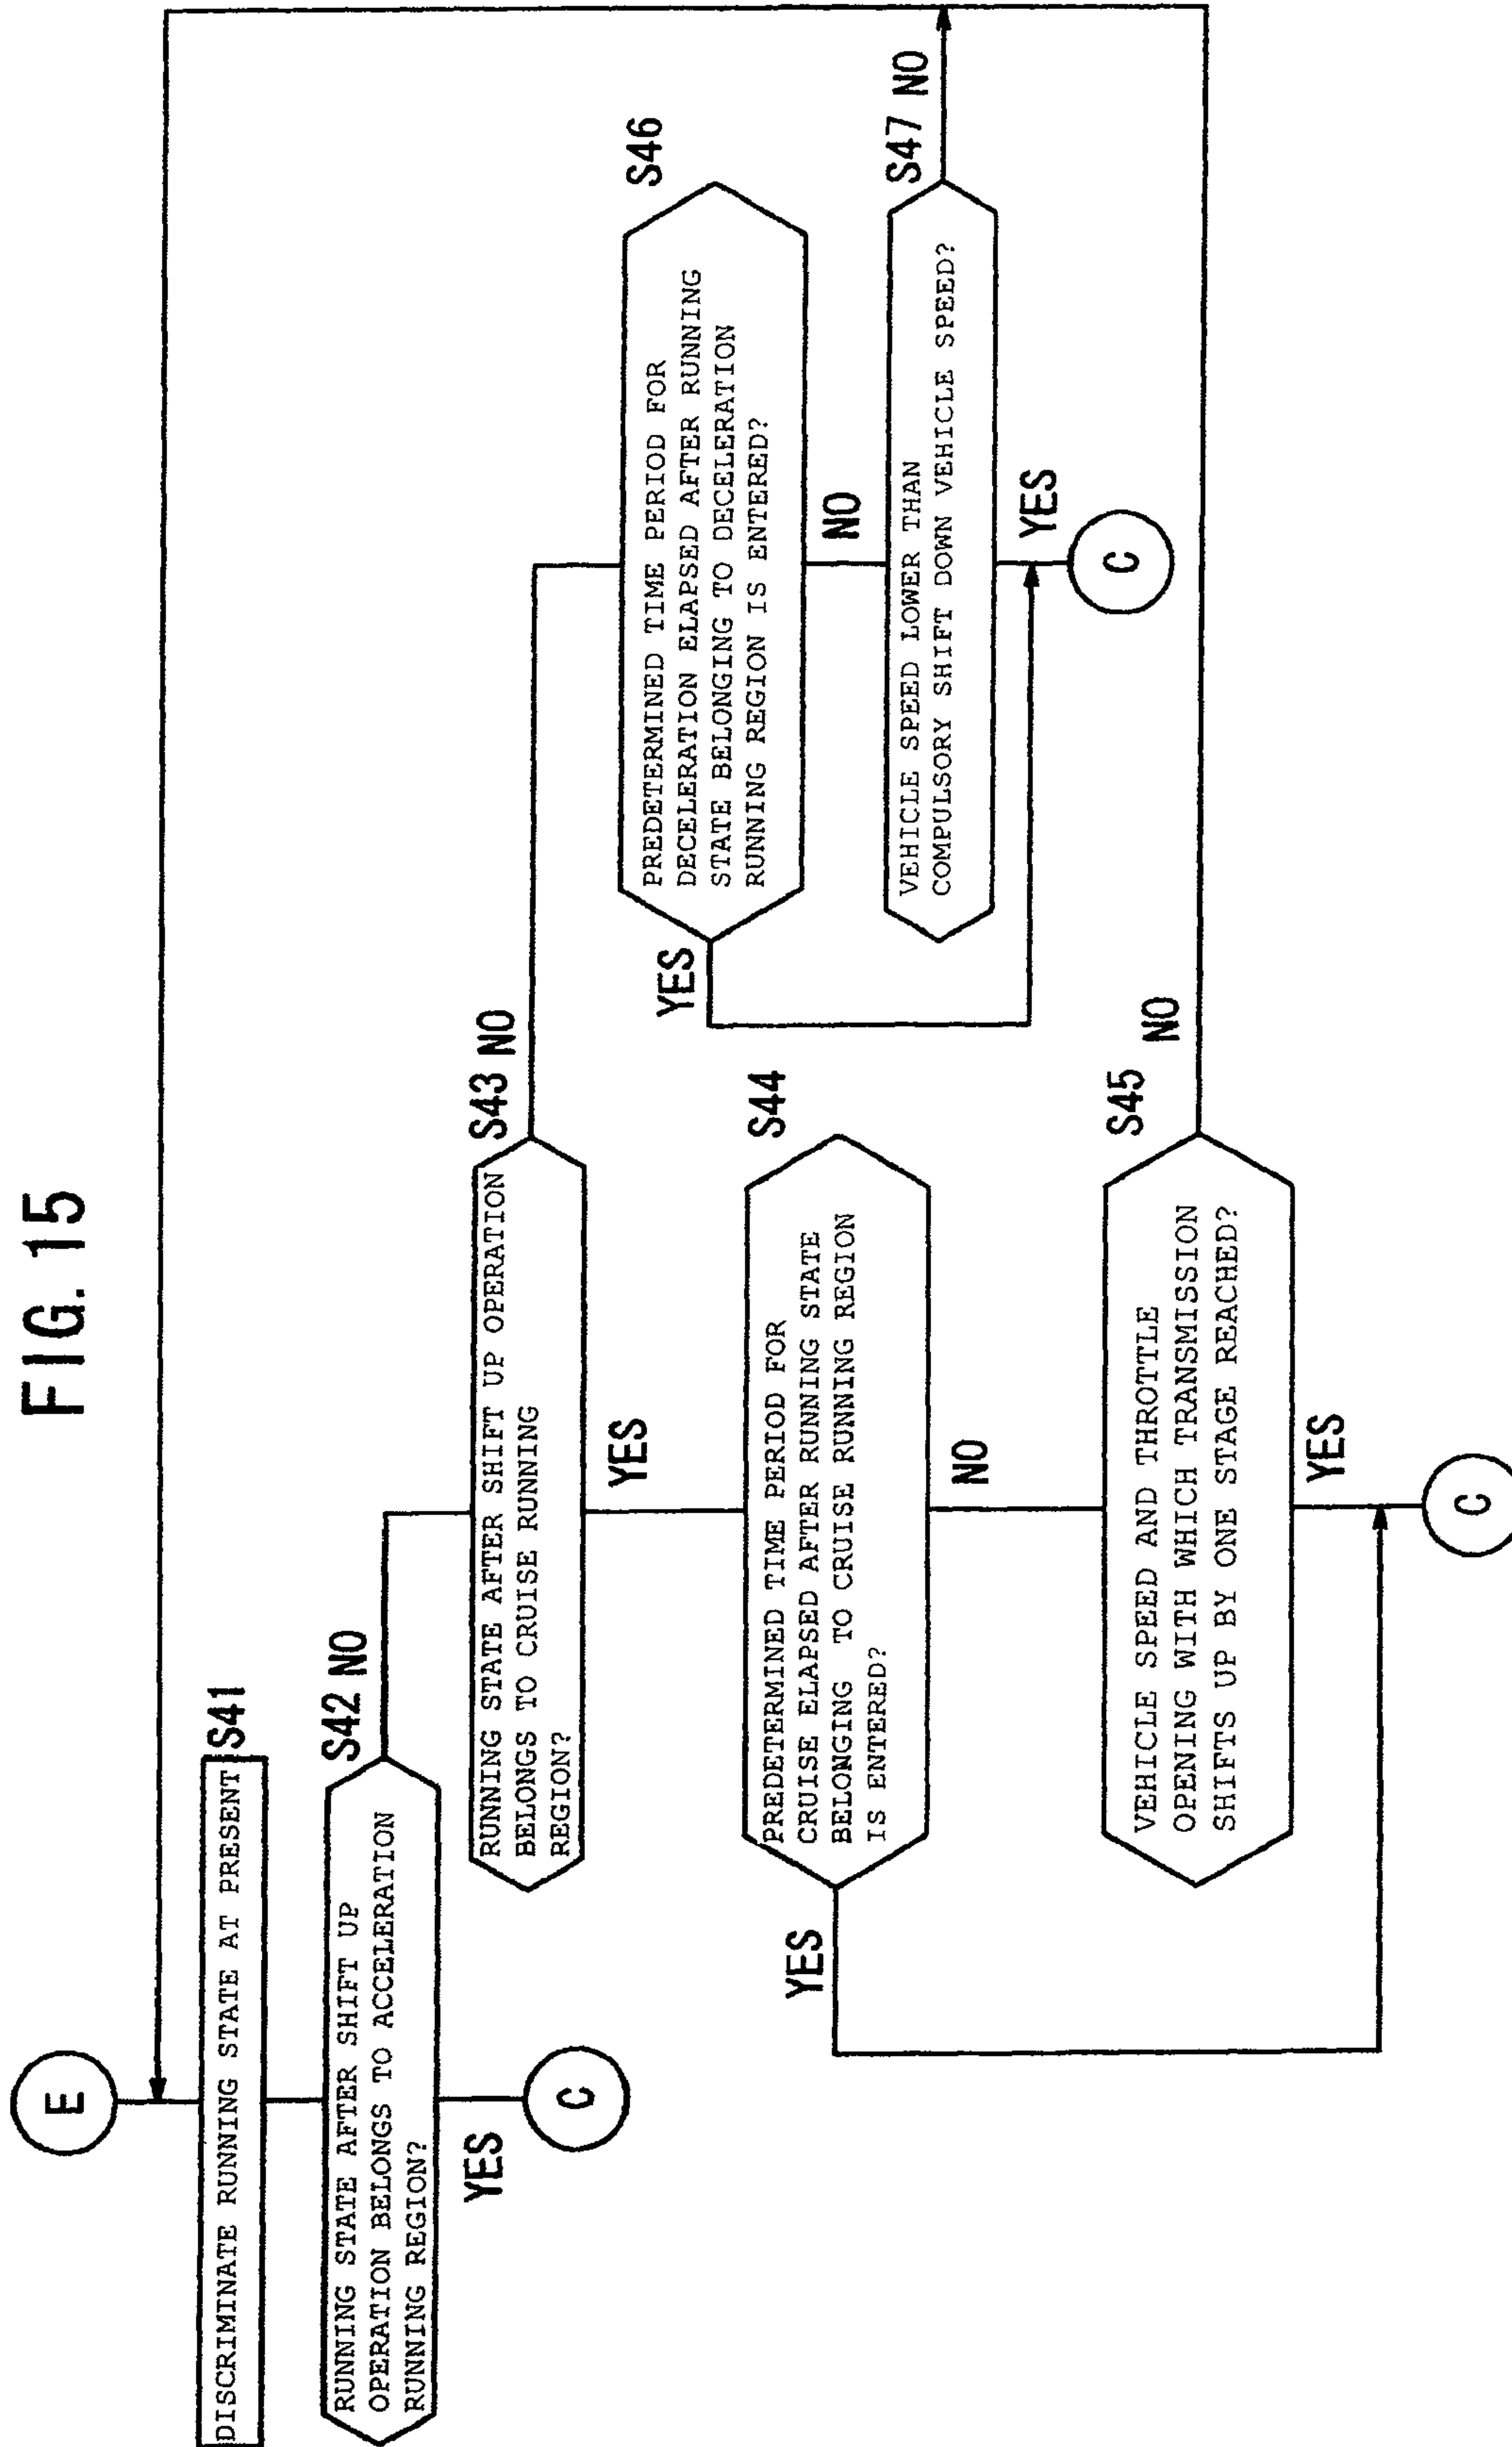 FIG. 15
E
DISCRIMINATE RUNNING STATE AT PRESENT
S41
RUNNING STATE AFTER SHIFT UP
OPERATION BELONGS TO ACCELERATION
RUNNING REGION?
S42
NO
YES
C
RUNNING STATE AFTER SHIFT UP OPERATION
BELONGS TO CRUISE RUNNING
REGION?
S43
NO
YES
PREDETERMINED TIME PERIOD FOR
CRUISE ELAPSED AFTER RUNNING STATE
BELONGING TO CRUISE RUNNING REGION
IS ENTERED?
S44
YES
NO
VEHICLE SPEED AND THROTTLE
OPENING WITH WHICH TRANSMISSION
SHIFTS UP BY ONE STAGE REACHED?
S45
NO
YES
C
PREDETERMINED TIME PERIOD FOR
DECELERATION ELAPSED AFTER RUNNING
STATE BELONGING TO DECELERATION
RUNNING REGION IS ENTERED?
S46
YES
NO
VEHICLE SPEED LOWER THAN
COMPULSORY SHIFT DOWN VEHICLE SPEED?
S47
NO
YES
C